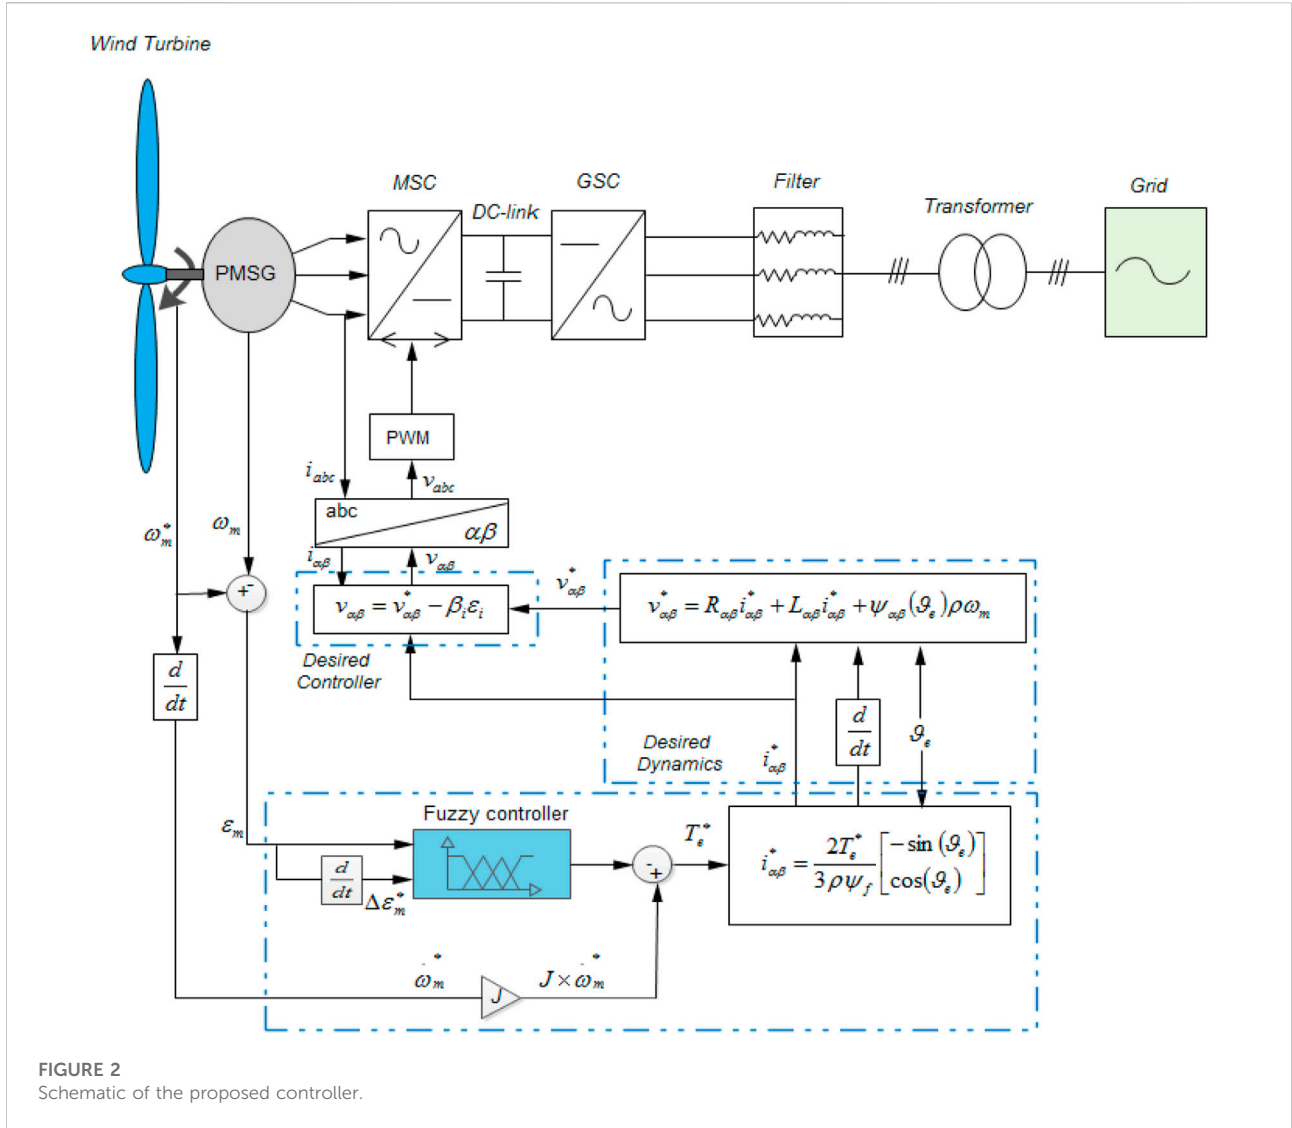 Wind Turbine
MSC
GSC
Filter
Grid
DC-link
Transformer
PMSG
PWM
i_abc
v_abc
abc
αβ
ω*_m
ω_m
i_αβ
v_αβ
v*_αβ
+
-
v_αβ = v*_αβ − β_i ε_i
v*_αβ = R_αβ i*_αβ + L_αβ i*_αβ + ψ_αβ(ϑ_e)ρω_m
Desired
Controller
d
dt
d
dt
ϑ_e
Desired
Dynamics
i*_αβ
Fuzzy controller
ε_m
T*_e
-
+
i*_αβ = 2T*_e / 3ρψ_f [−sin(ϑ_e) cos(ϑ_e)]
d
dt
Δε*_m
ω̇*_m
J
J × ω̇*_m
FIGURE 2
Schematic of the proposed controller.